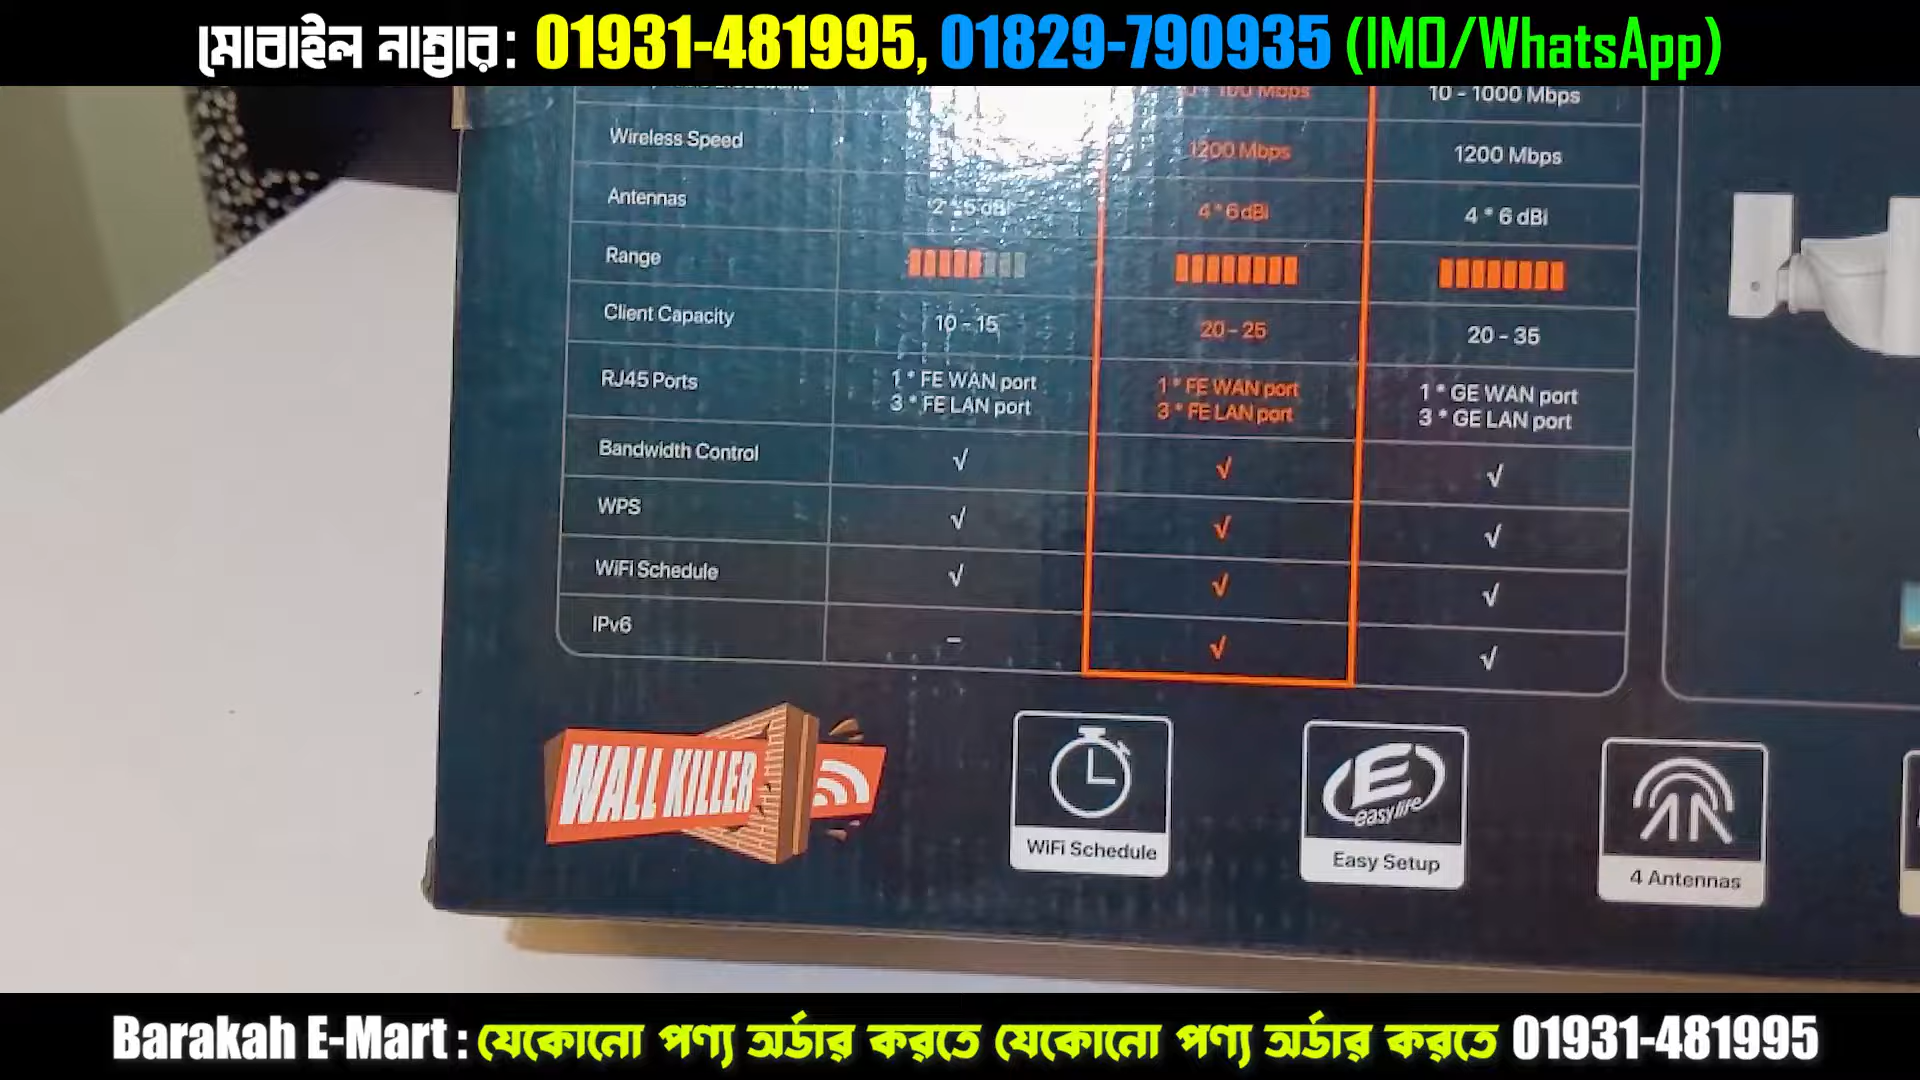 মোবাইল নাম্বার: 01931-481995, 01829-790935 (IMO/WhatsApp)
100 Mbps 10 - 1000 Mbps
Wireless Speed 1200 Mbps 1200 Mbps
Antennas 2 * 5 dBi 4 * 6 dBi 4 * 6 dBi
Range
Client Capacity 10 - 15 20 - 25 20 - 35
RJ45 Ports 1 * FE WAN port 1 * FE WAN port 1 * GE WAN port
3 * FE LAN port 3 * FE LAN port 3 * GE LAN port
Bandwidth Control √ √ √
WPS √ √ √
WiFi Schedule √ √ √
IPv6 – √ √
WALL KILLER
WiFi Schedule
E easy life
Easy Setup
4 Antennas
Barakah E-Mart : যেকোনো পণ্য অর্ডার করতে যেকোনো পণ্য অর্ডার করতে 01931-481995